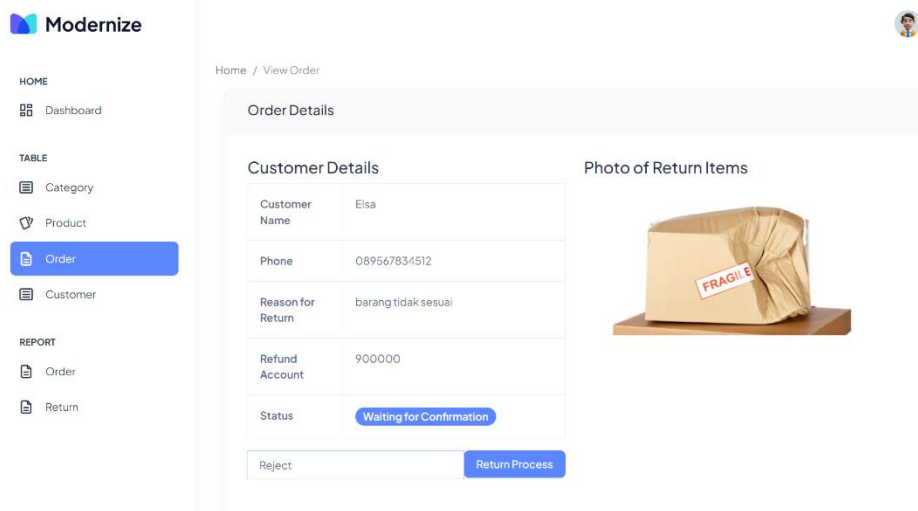 Modernize
HOME
Dashboard
TABLE
Category
Product
Order
Customer
REPORT
Order
Return
Home / View Order
Order Details
Customer Details
Customer Name
Elsa
Phone
089567834512
Reason for Return
barang tidak sesuai
Refund Account
900000
Status
Waiting for Confirmation
Reject
Return Process
Photo of Return Items
FRAGILE